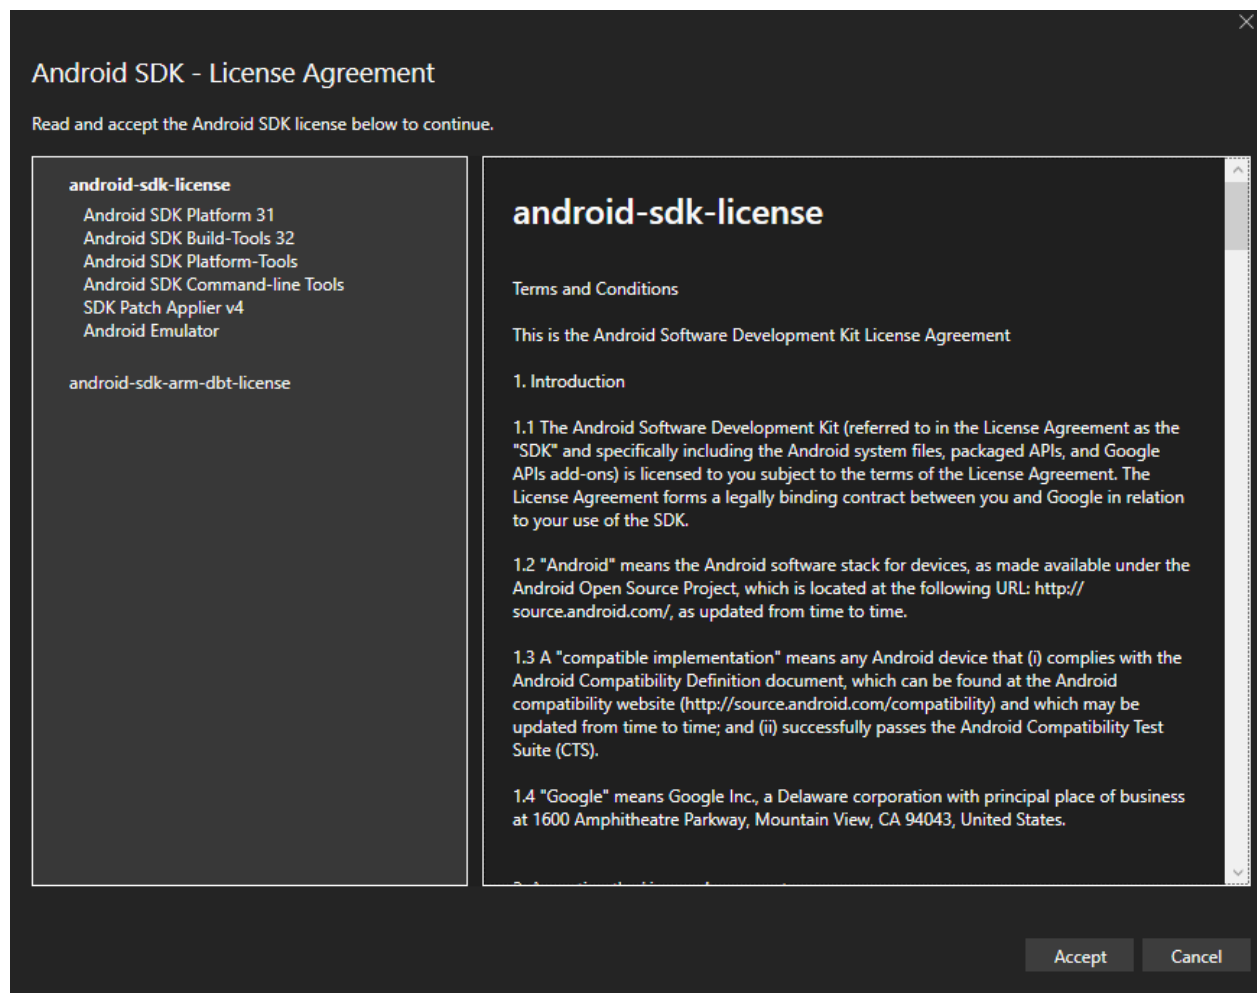 Android SDK - License Agreement
Read and accept the Android SDK license below to continue.
android-sdk-license
Android SDK Platform 31
Android SDK Build-Tools 32
Android SDK Platform-Tools
Android SDK Command-line Tools
SDK Patch Applier v4
Android Emulator
android-sdk-arm-dbt-license
android-sdk-license
Terms and Conditions
This is the Android Software Development Kit License Agreement
1. Introduction
1.1 The Android Software Development Kit (referred to in the License Agreement as the
"SDK" and specifically including the Android system files, packaged APIs, and Google
APIs add-ons) is licensed to you subject to the terms of the License Agreement. The
License Agreement forms a legally binding contract between you and Google in relation
to your use of the SDK.
1.2 "Android" means the Android software stack for devices, as made available under the
Android Open Source Project, which is located at the following URL: http://
source.android.com/, as updated from time to time.
1.3 A "compatible implementation" means any Android device that (i) complies with the
Android Compatibility Definition document, which can be found at the Android
compatibility website (http://source.android.com/compatibility) and which may be
updated from time to time; and (ii) successfully passes the Android Compatibility Test
Suite (CTS).
1.4 "Google" means Google Inc., a Delaware corporation with principal place of business
at 1600 Amphitheatre Parkway, Mountain View, CA 94043, United States.
Accept
Cancel